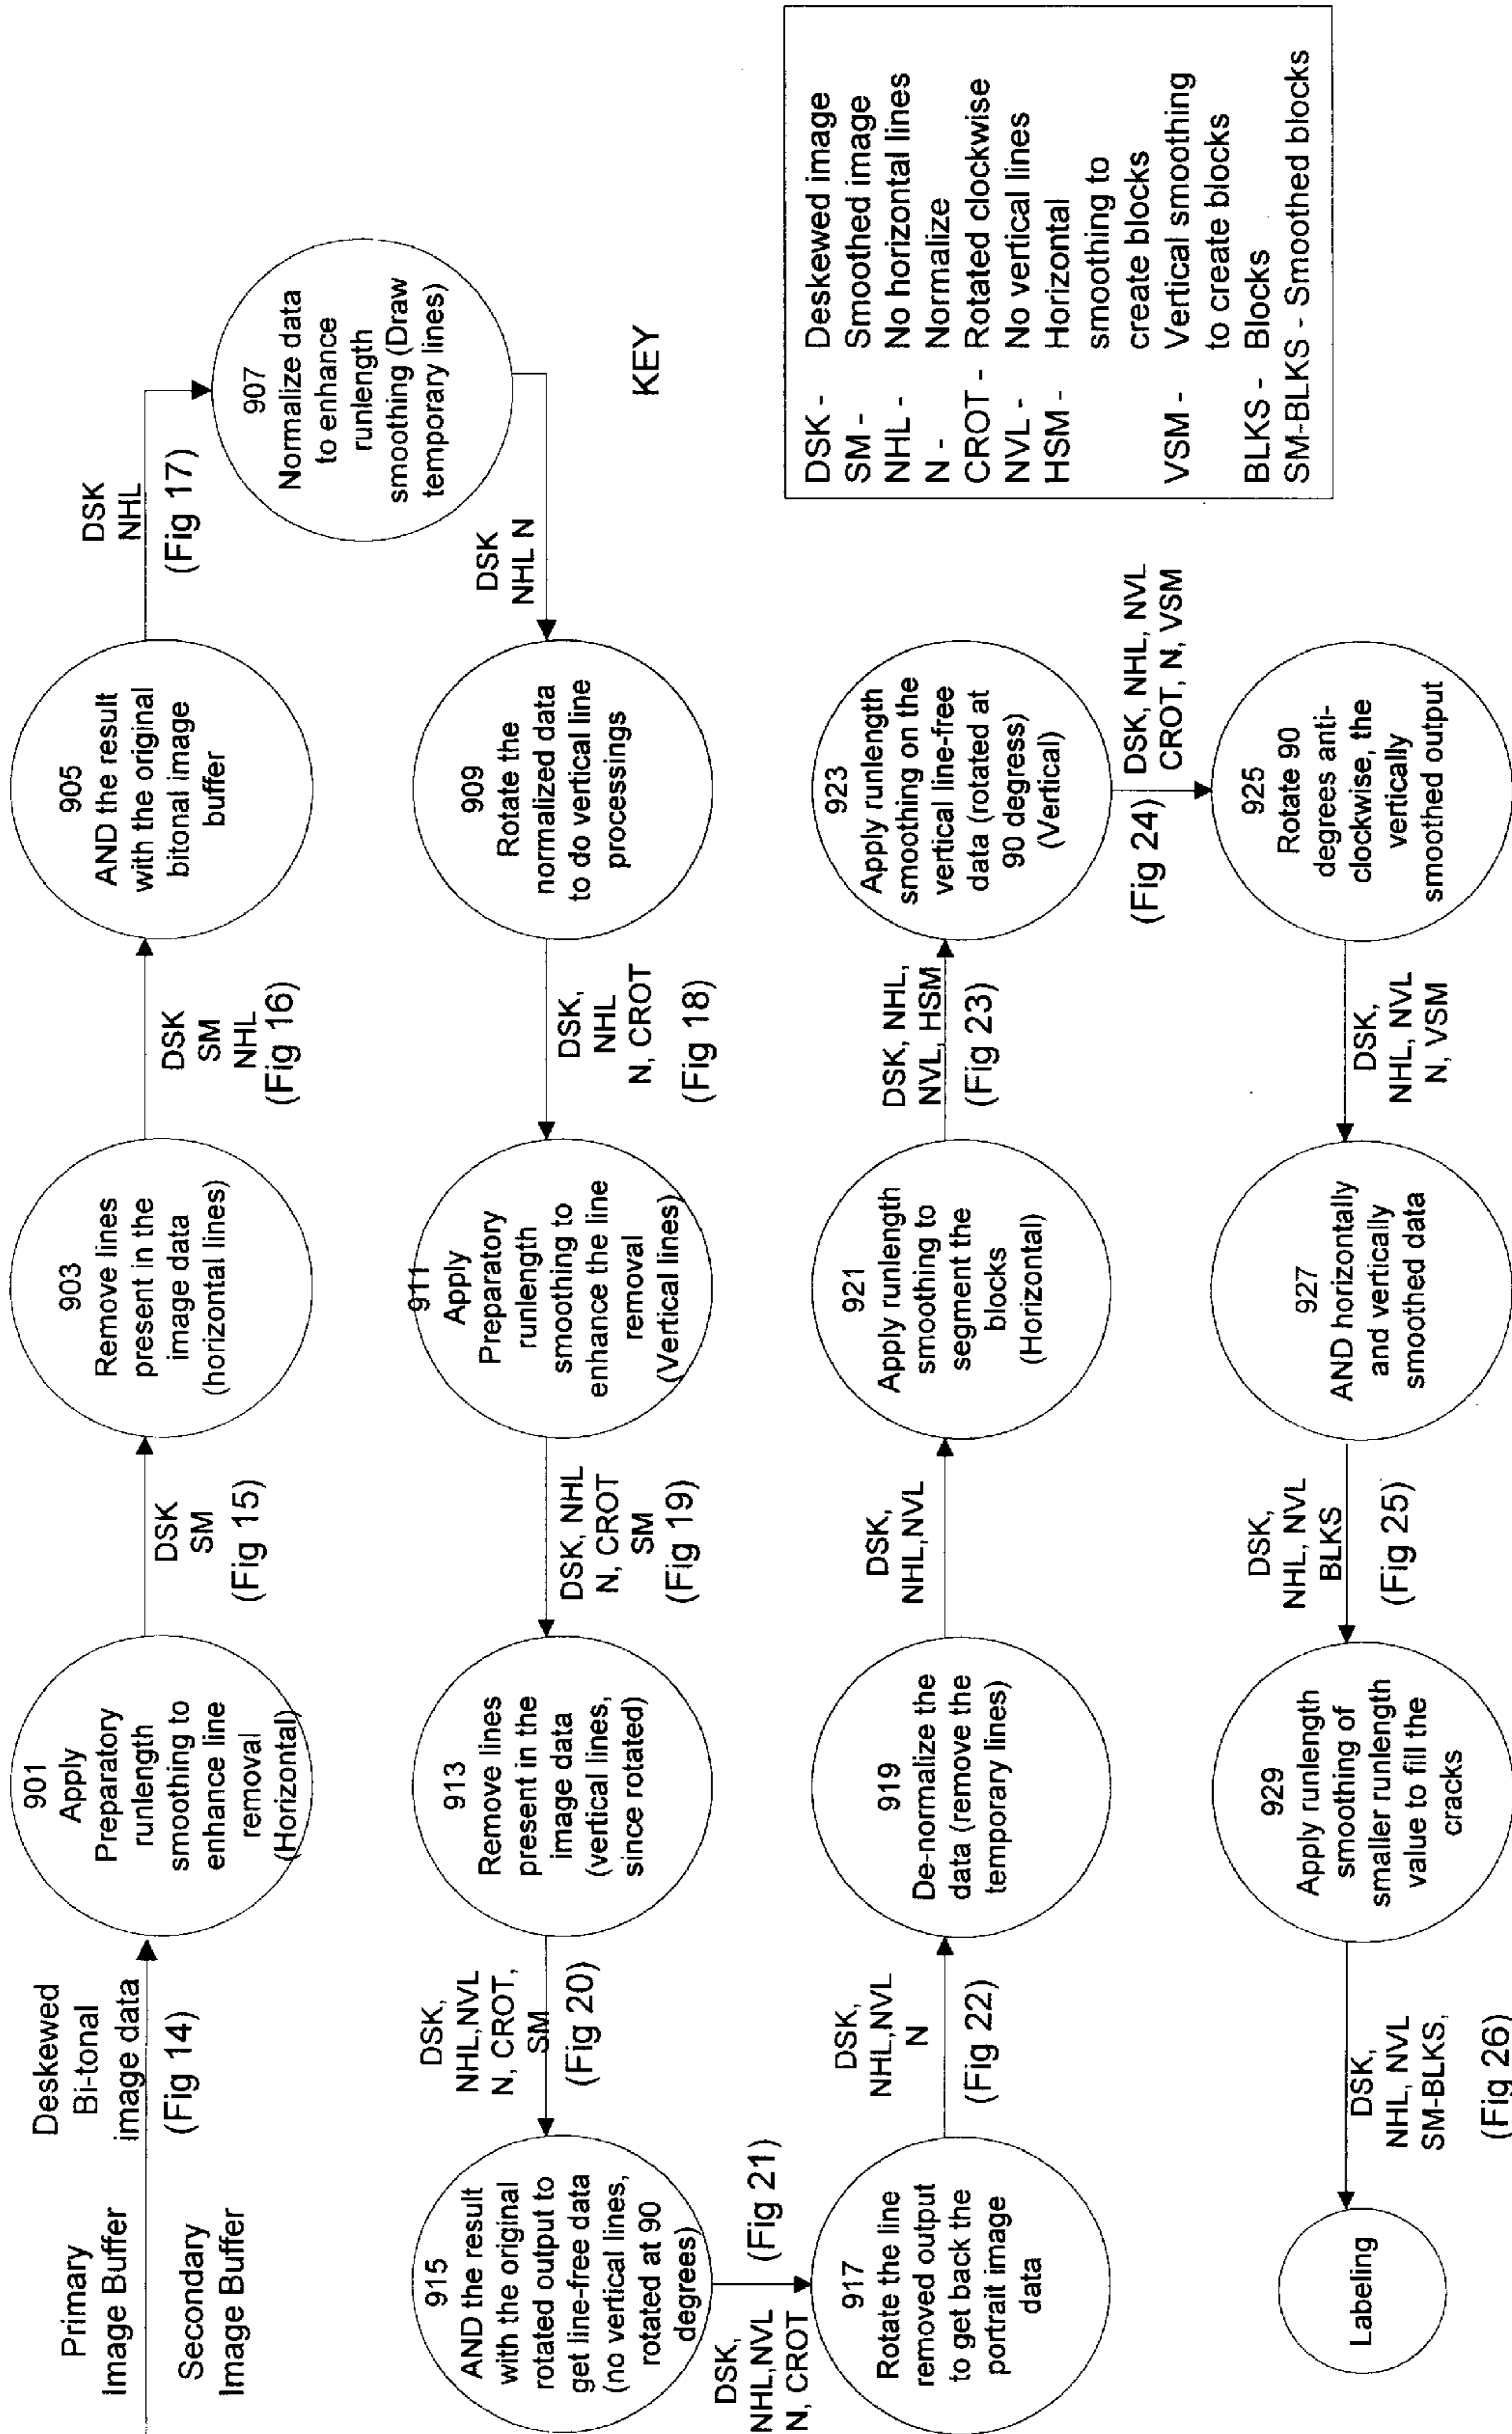 Primary
Image Buffer
Secondary
Image Buffer
Deskewed
Bi-tonal
image data
(Fig 14)
901
Apply
Preparatory
runlength
smoothing to
enhance line
removal
(Horizontal)
DSK
SM
(Fig 15)
903
Remove lines
present in the
image data
(horizontal lines)
DSK
SM
NHL
(Fig 16)
905
AND the result
with the original
bitonal image
buffer
DSK
NHL
(Fig 17)
907
Normalize data
to enhance
runlength
smoothing (Draw
temporary lines)
DSK
NHL N
909
Rotate the
normalized data
to do vertical line
processings
DSK,
NHL
N, CROT
(Fig 18)
911
Apply
Preparatory
runlength
smoothing to
enhance the line
removal
(Vertical lines)
DSK, NHL
N, CROT
SM
(Fig 19)
913
Remove lines
present in the
image data
(vertical lines,
since rotated)
DSK,
NHL,NVL
N, CROT,
SM
(Fig 20)
915
AND the result
with the original
rotated output to
get line-free data
(no vertical lines,
rotated at 90
degrees)
DSK,
NHL,NVL
N, CROT
(Fig 21)
917
Rotate the line
removed output
to get back the
portrait image
data
DSK,
NHL,NVL
N
(Fig 22)
919
De-normalize the
data (remove the
temporary lines)
DSK,
NHL,NVL
921
Apply runlength
smoothing to
segment the
blocks
(Horizontal)
DSK, NHL,
NVL, HSM
(Fig 23)
923
Apply runlength
smoothing on the
vertical line-free
data (rotated at
90 degress)
(Vertical)
DSK, NHL, NVL
CROT, N, VSM
(Fig 24)
925
Rotate 90
degrees anti-
clockwise, the
vertically
smoothed output
DSK,
NHL, NVL
N, VSM
927
AND horizontally
and vertically
smoothed data
DSK,
NHL, NVL
BLKS
(Fig 25)
929
Apply runlength
smoothing of
smaller runlength
value to fill the
cracks
DSK,
NHL, NVL
SM-BLKS,
(Fig 26)
Labeling
KEY
DSK - Deskewed image
SM - Smoothed image
NHL - No horizontal lines
N - Normalize
CROT - Rotated clockwise
NVL - No vertical lines
HSM - Horizontal
smoothing to
create blocks
VSM - Vertical smoothing
to create blocks
BLKS - Blocks
SM-BLKS - Smoothed blocks